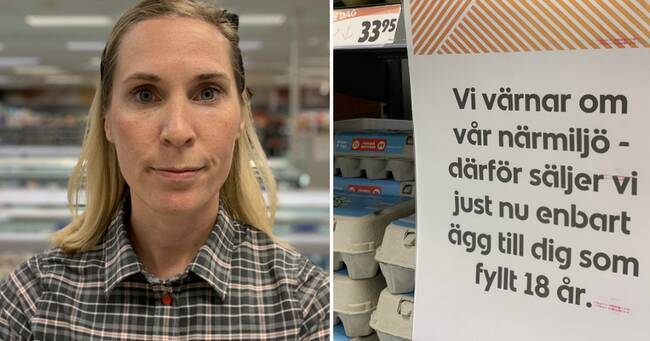 33 95
Vi värnar om
vår närmiljö -
därför säljer vi
just nu enbart
ägg till dig som
fyllt 18 år.